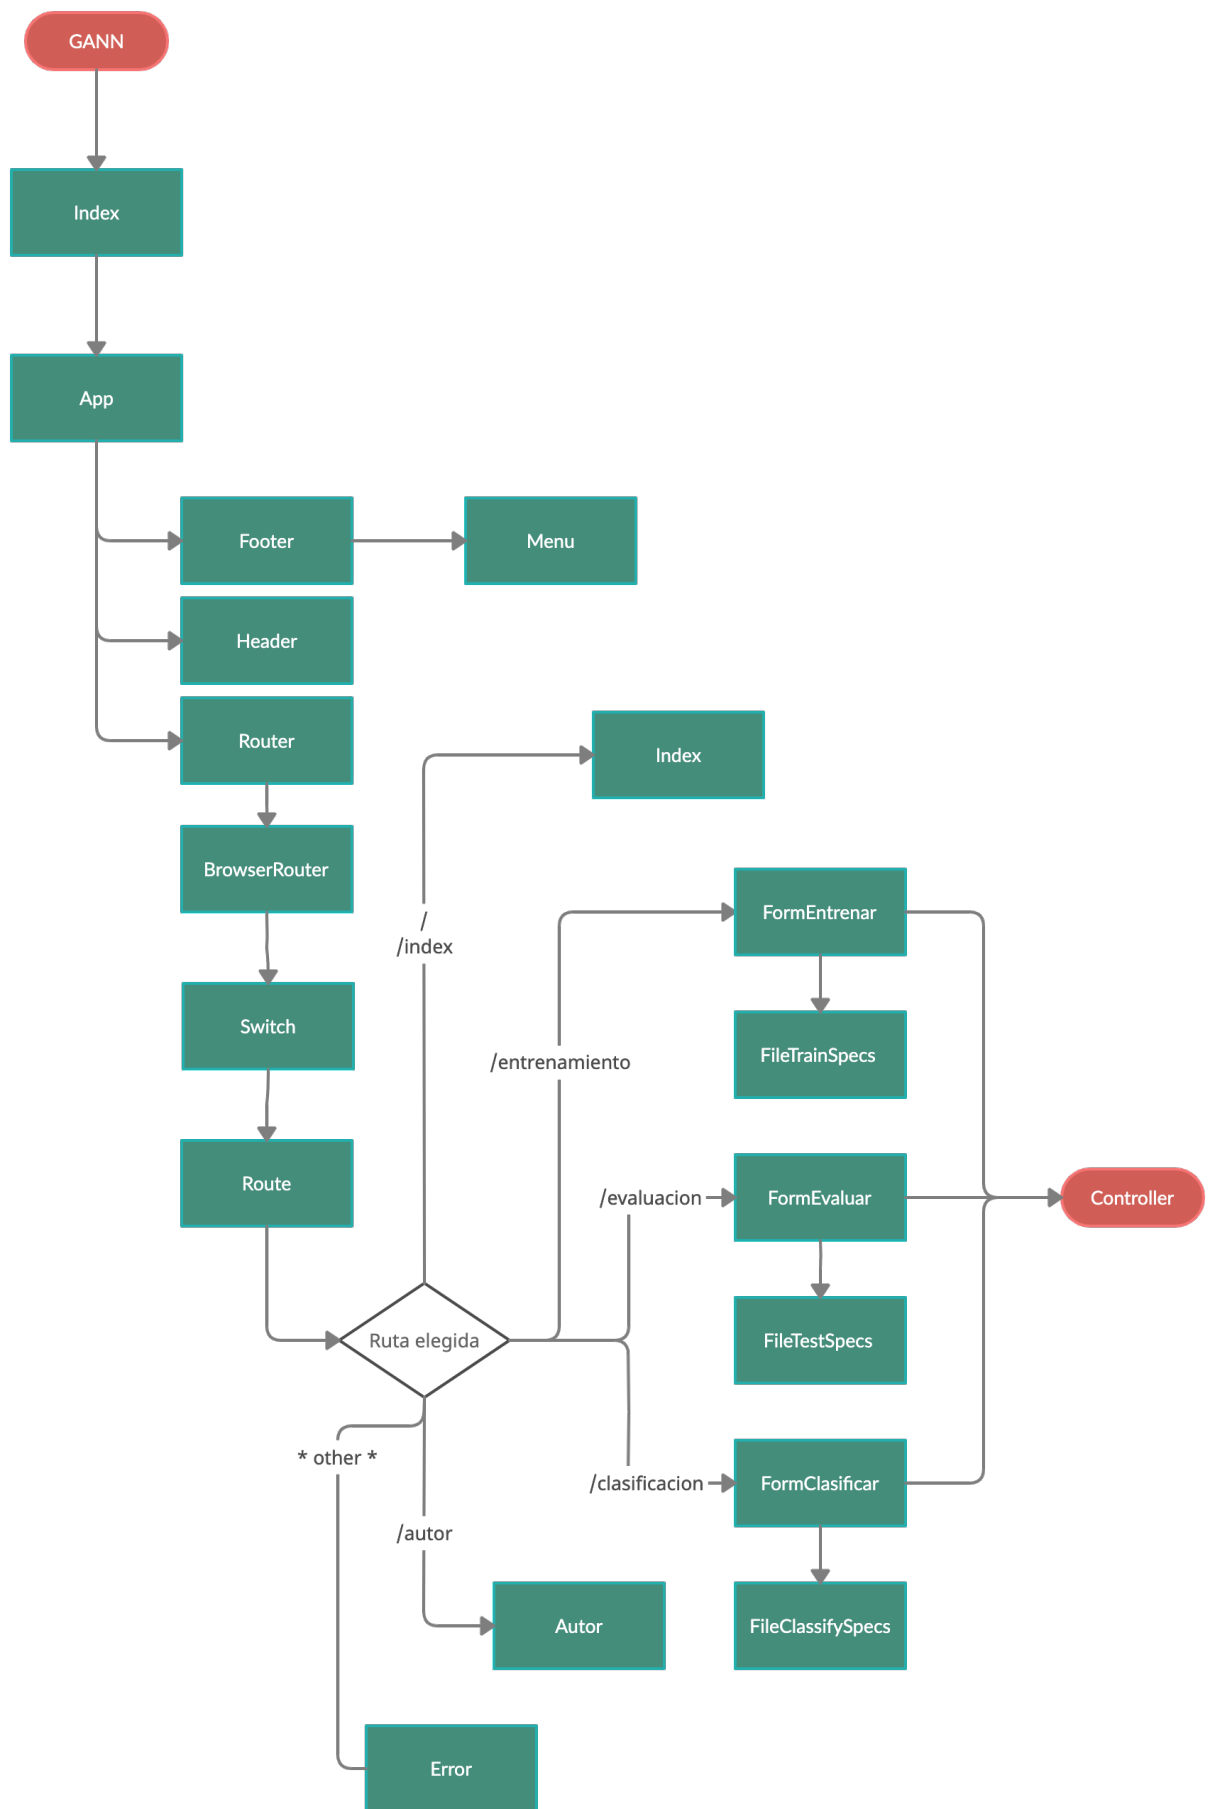 GANN
Index
App
Footer
Menu
Header
Router
Index
BrowserRouter
FormEntrenar
/
/index
Switch
FileTrainSpecs
/entrenamiento
Route
/evaluacion
FormEvaluar
Controller
Ruta elegida
FileTestSpecs
* other *
/clasificacion
FormClasificar
/autor
Autor
FileClassifySpecs
Error